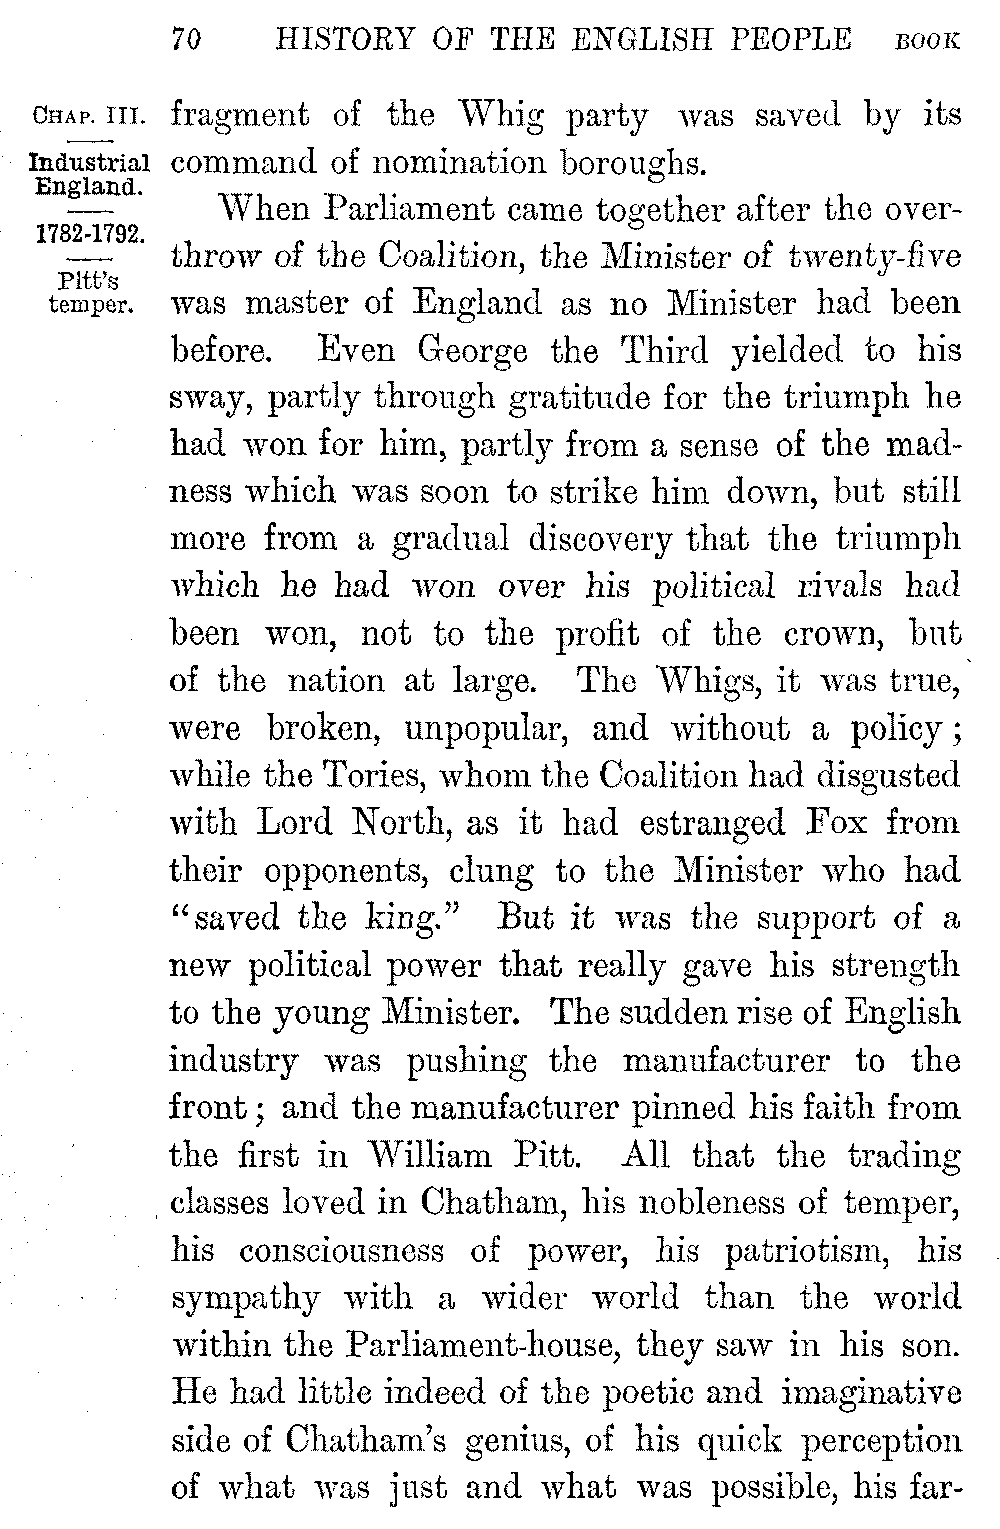 70 HISTORY OF THE ENGLISH PEOPLE BOOK
CHAP. III.
Industrial
England.
1782-1792.
Pitt's
temper.
fragment of the Whig party was saved by its
command of nomination boroughs.
When Parliament came together after the over-
throw of the Coalition, the Minister of twenty-five
was master of England as no Minister had been
before. Even George the Third yielded to his
sway, partly through gratitude for the triumph he
had won for him, partly from a sense of the mad-
ness which was soon to strike him down, but still
more from a gradual discovery that the triumph
which he had won over his political rivals had
been won, not to the profit of the crown, but
of the nation at large. The Whigs, it was true,
were broken, unpopular, and without a policy;
while the Tories, whom the Coalition had disgusted
with Lord North, as it had estranged Fox from
their opponents, clung to the Minister who had
"saved the king." But it was the support of a
new political power that really gave his strength
to the young Minister. The sudden rise of English
industry was pushing the manufacturer to the
front; and the manufacturer pinned his faith from
the first in William Pitt. All that the trading
classes loved in Chatham, his nobleness of temper,
his consciousness of power, his patriotism, his
sympathy with a wider world than the world
within the Parliament-house, they saw in his son.
He had little indeed of the poetic and imaginative
side of Chatham's genius, of his quick perception
of what was just and what was possible, his far-